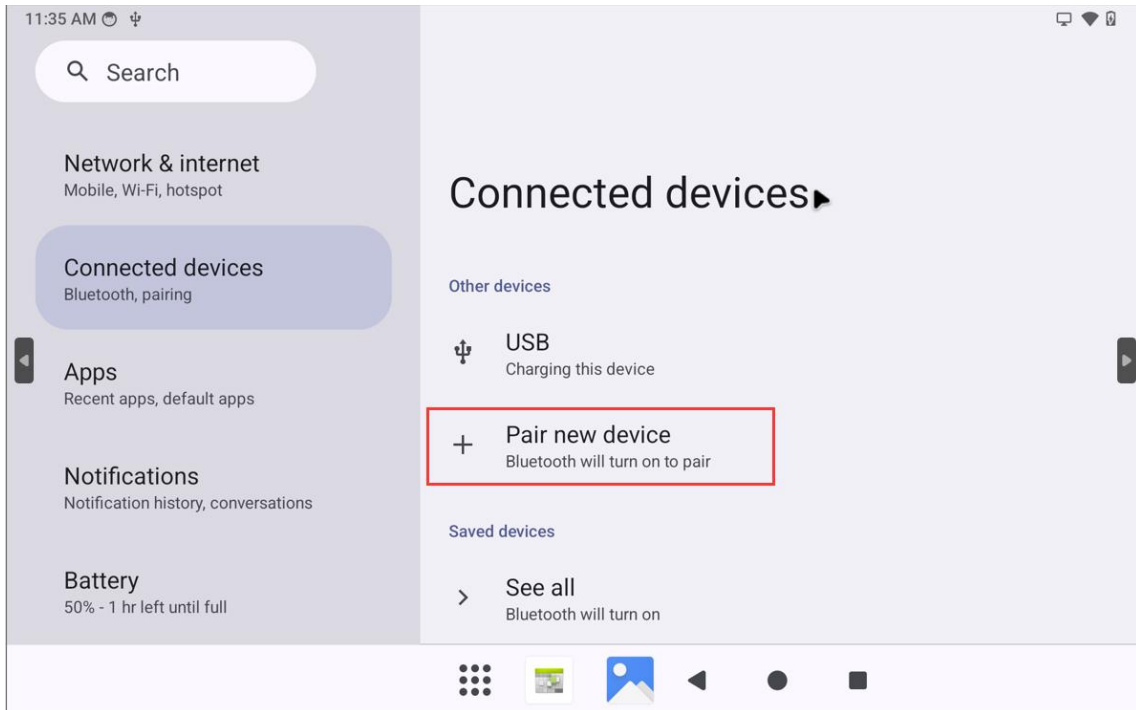 11:35 AM
Search
Network & internet
Mobile, Wi-Fi, hotspot
Connected devices
Bluetooth, pairing
Apps
Recent apps, default apps
Notifications
Notification history, conversations
Battery
50% - 1 hr left until full
Connected devices
Other devices
USB
Charging this device
Pair new device
Bluetooth will turn on to pair
Saved devices
See all
Bluetooth will turn on